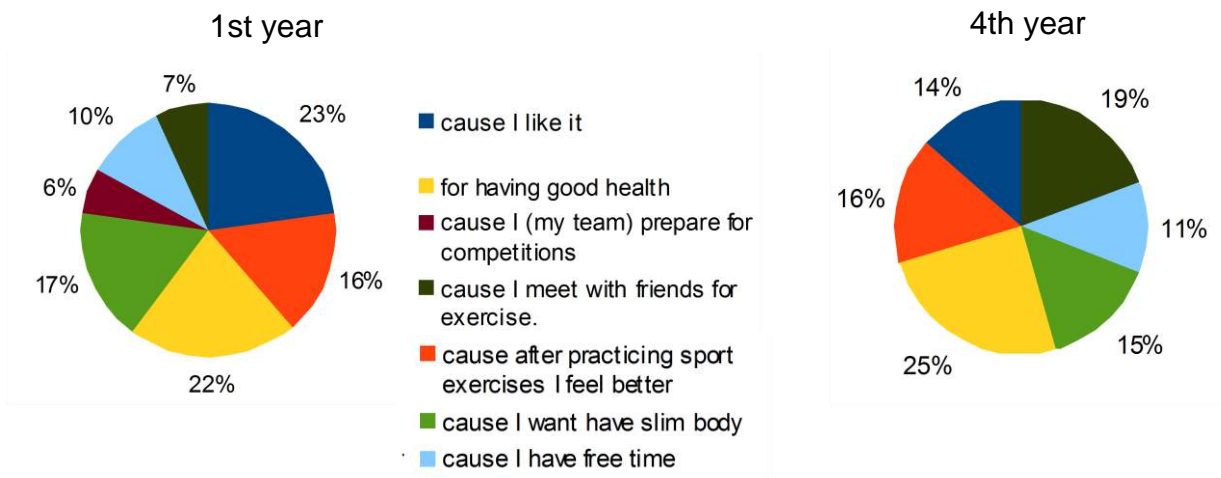 1st year
7%
10%
23%
6%
17%
16%
22%
cause I like it
for having good health
cause I (my team) prepare for
competitions
cause I meet with friends for
exercise.
cause after practicing sport
exercises I feel better
cause I want have slim body
cause I have free time
4th year
14%
19%
16%
11%
15%
25%